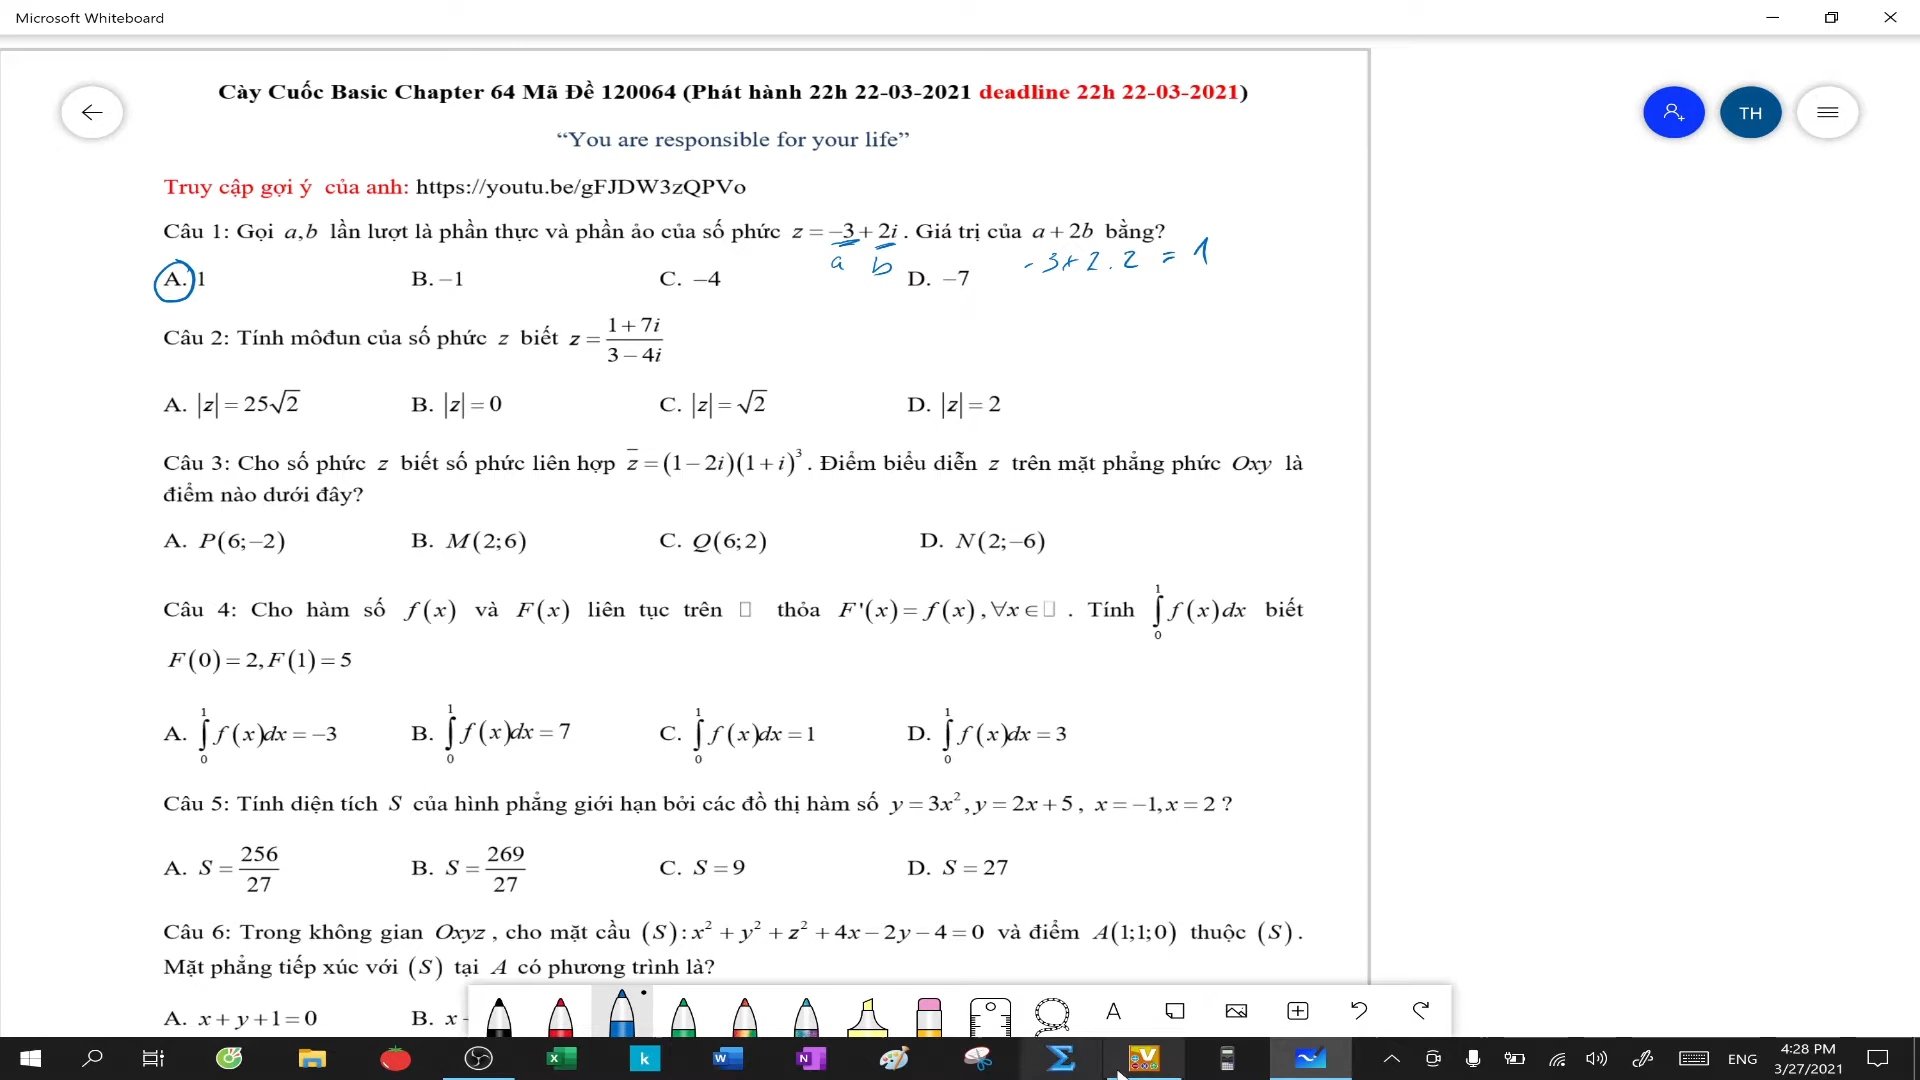 Microsoft Whiteboard
Cày Cuốc Basic Chapter 64 Mã Đề 120064 (Phát hành 22h 22-03-2021 deadline 22h 22-03-2021)
“You are responsible for your life”
TH
Truy cập gợi ý của anh: https://youtu.be/gFJDW3zQPVo
Câu 1: Gọi a,b lần lượt là phần thực và phần ảo của số phức z = −3 + 2i . Giá trị của a + 2b bằng?
a b -3+2.2 = 1
A. 1 B. −1 C. −4 D. −7
Câu 2: Tính môđun của số phức z biết z = (1 + 7i)/(3 − 4i)
A. |z| = 25√2 B. |z| = 0 C. |z| = √2 D. |z| = 2
Câu 3: Cho số phức z biết số phức liên hợp z̅ = (1 − 2i)(1 + i)³ . Điểm biểu diễn z trên mặt phẳng phức Oxy là
điểm nào dưới đây?
A. P(6;−2) B. M(2;6) C. Q(6;2) D. N(2;−6)
Câu 4: Cho hàm số f(x) và F(x) liên tục trên □ thỏa F'(x) = f(x), ∀x ∈ □ . Tính ∫₀¹ f(x)dx biết
F(0) = 2, F(1) = 5
A. ∫₀¹ f(x)dx = −3 B. ∫₀¹ f(x)dx = 7 C. ∫₀¹ f(x)dx = 1 D. ∫₀¹ f(x)dx = 3
Câu 5: Tính diện tích S của hình phẳng giới hạn bởi các đồ thị hàm số y = 3x², y = 2x + 5 , x = −1, x = 2 ?
A. S = 256/27 B. S = 269/27 C. S = 9 D. S = 27
Câu 6: Trong không gian Oxyz , cho mặt cầu (S): x² + y² + z² + 4x − 2y − 4 = 0 và điểm A(1;1;0) thuộc (S) .
Mặt phẳng tiếp xúc với (S) tại A có phương trình là?
A. x + y + 1 = 0 B. x
ENG
4:28 PM
3/27/2021